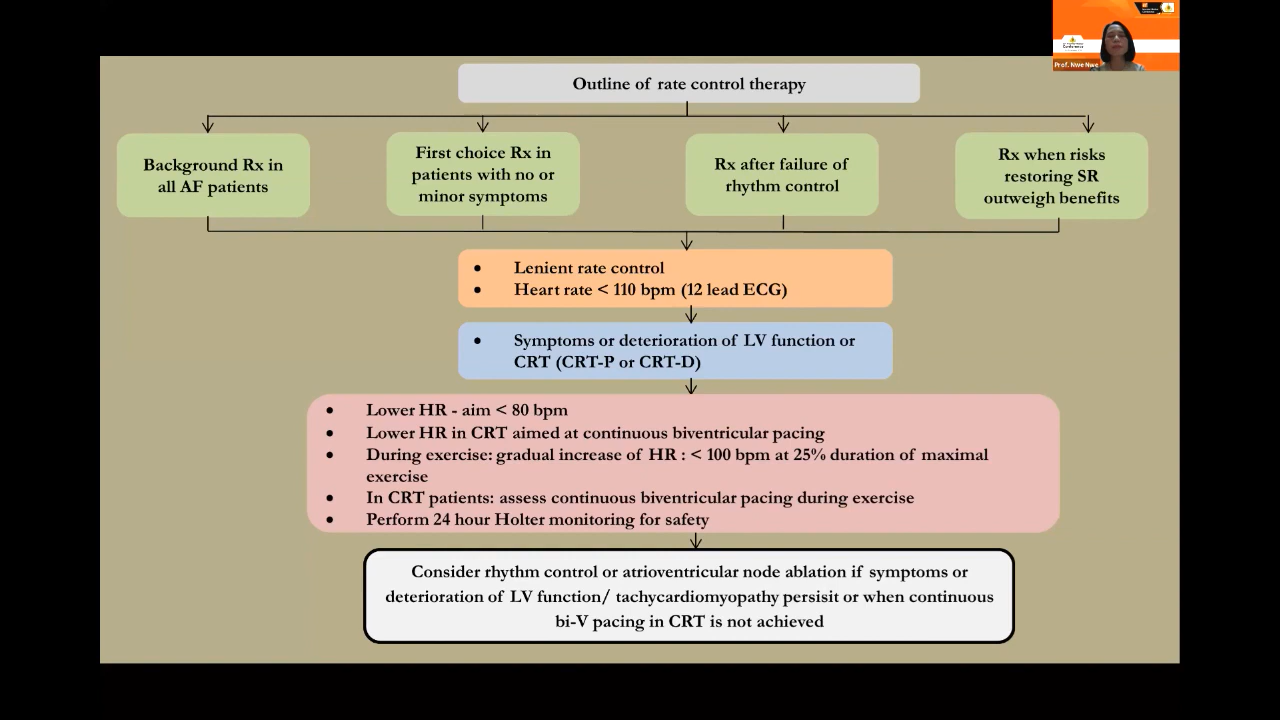 Outline of rate control therapy
Background Rx in
all AF patients
First choice Rx in
patients with no or
minor symptoms
Rx after failure of
rhythm control
Rx when risks
restoring SR
outweigh benefits
• Lenient rate control
• Heart rate < 110 bpm (12 lead ECG)
• Symptoms or deterioration of LV function or
CRT (CRT-P or CRT-D)
• Lower HR - aim < 80 bpm
• Lower HR in CRT aimed at continuous biventricular pacing
• During exercise: gradual increase of HR : < 100 bpm at 25% duration of maximal
exercise
• In CRT patients: assess continuous biventricular pacing during exercise
• Perform 24 hour Holter monitoring for safety
Consider rhythm control or atrioventricular node ablation if symptoms or
deterioration of LV function/ tachycardiomyopathy persisit or when continuous
bi-V pacing in CRT is not achieved
Conference
Prof. Nwe Nwe